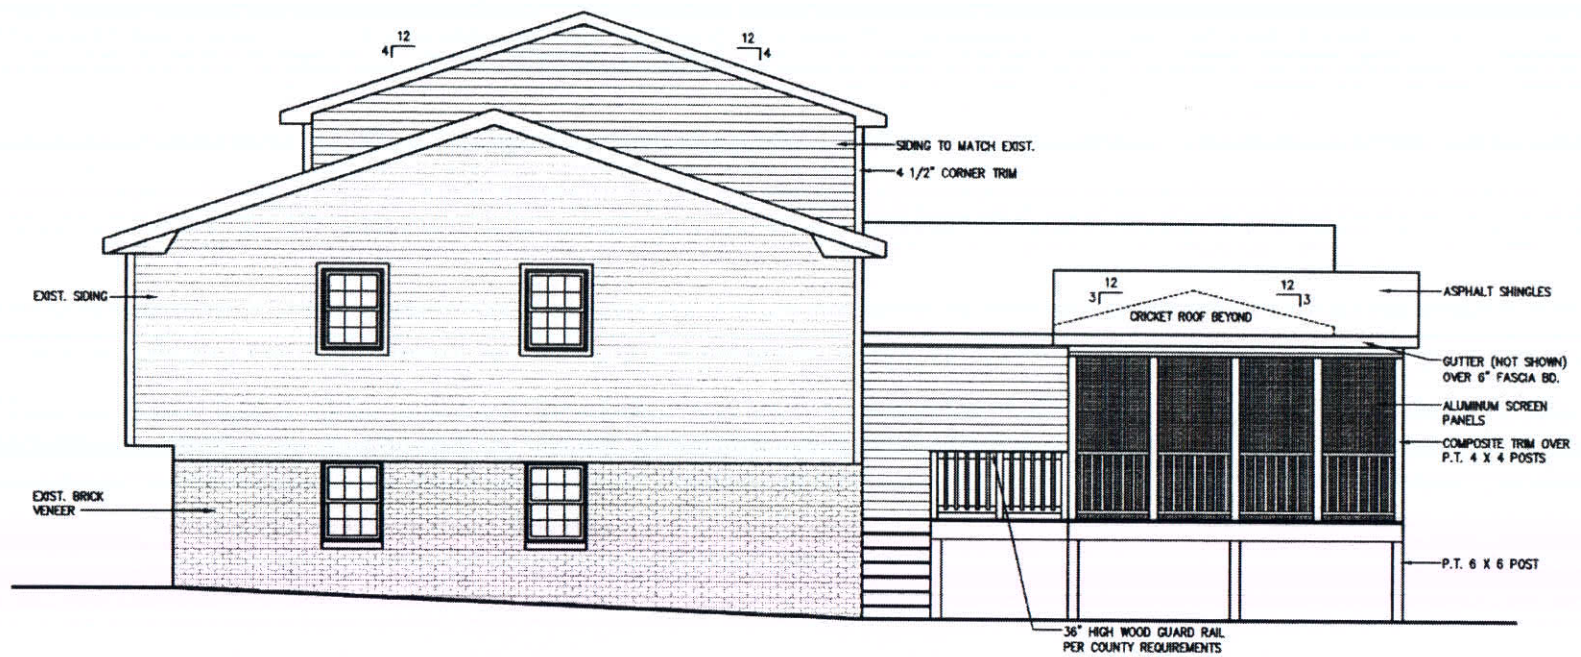 12
4
12
4
SIDING TO MATCH EXIST.
4 1/2" CORNER TRIM
EXIST. SIDING
12
3
12
3
CRICKET ROOF BEYOND
ASPHALT SHINGLES
GUTTER (NOT SHOWN)
OVER 6" FASCIA BD.
ALUMINUM SCREEN
PANELS
COMPOSITE TRIM OVER
P.T. 4 X 4 POSTS
EXIST. BRICK
VENEER
P.T. 6 X 6 POST
36" HIGH WOOD GUARD RAIL
PER COUNTY REQUIREMENTS